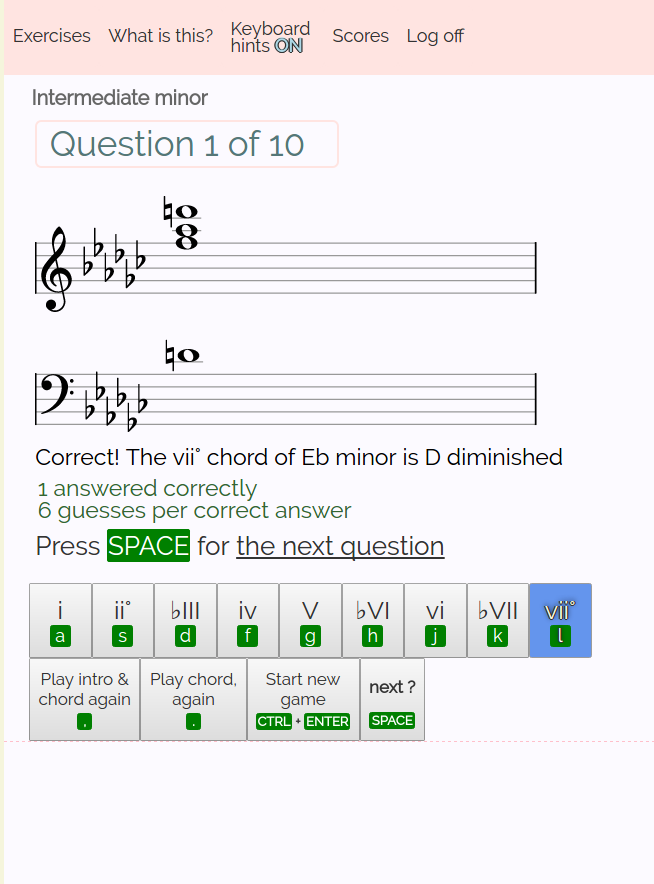 Exercises What is this? Keyboard hints ON Scores Log off
Intermediate minor
Question 1 of 10
Correct! The vii° chord of Eb minor is D diminished
1 answered correctly
6 guesses per correct answer
Press SPACE for the next question
i ii° ♭III iv V ♭VI vi ♭VII vii°
a s d f g h j k l
Play intro & chord again Play chord, again Start new game next ?
, . CTRL + ENTER SPACE